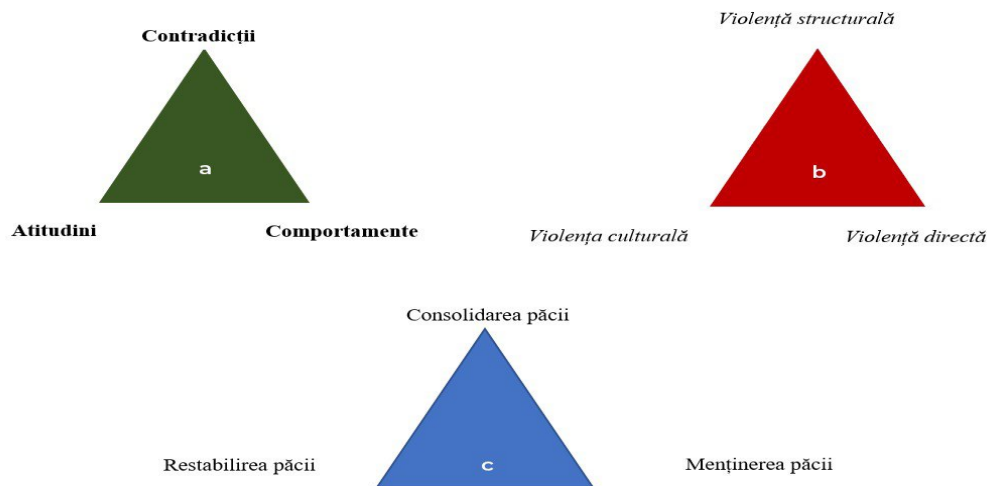 Contradicții
a
Atitudini
Comportamente
Violență structurală
b
Violența culturală
Violență directă
Consolidarea păcii
Restabilirea păcii
c
Menținerea păcii